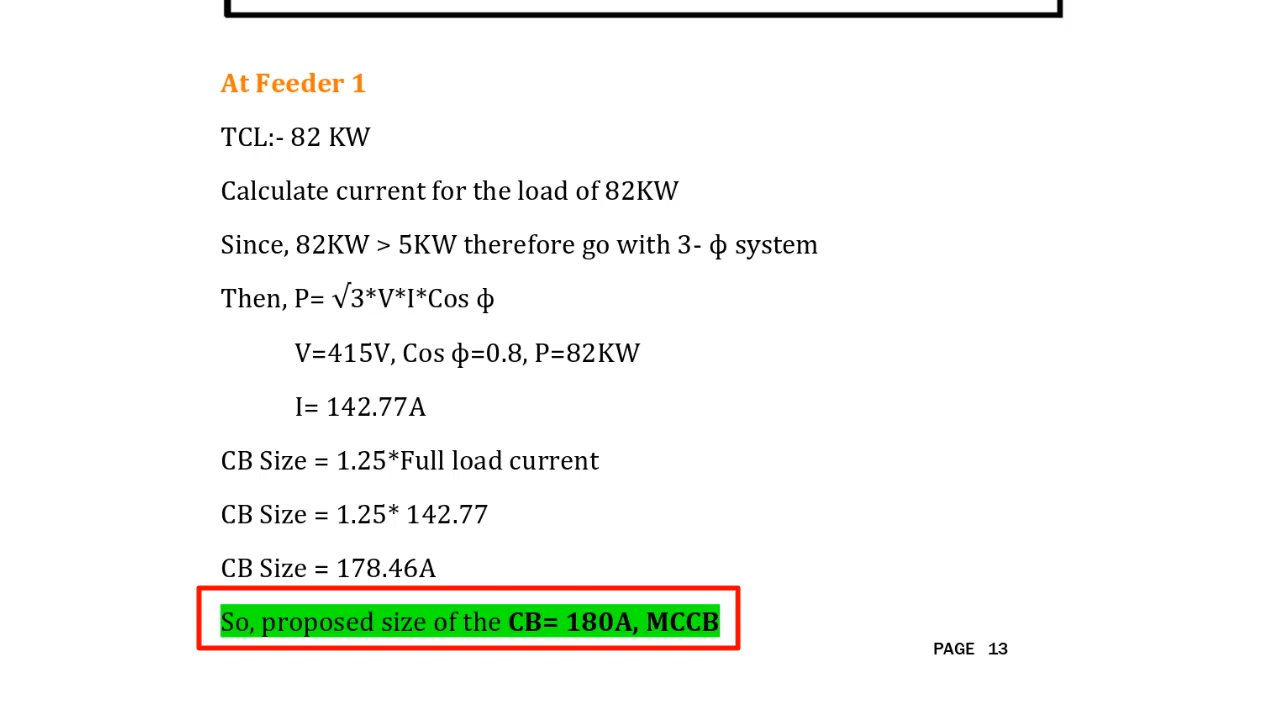 At Feeder 1
TCL:- 82 KW
Calculate current for the load of 82KW
Since, 82KW > 5KW therefore go with 3- ф system
Then, P= √3*V*I*Cos ф
V=415V, Cos ф=0.8, P=82KW
I= 142.77A
CB Size = 1.25*Full load current
CB Size = 1.25* 142.77
CB Size = 178.46A
So, proposed size of the CB= 180A, MCCB
PAGE 13